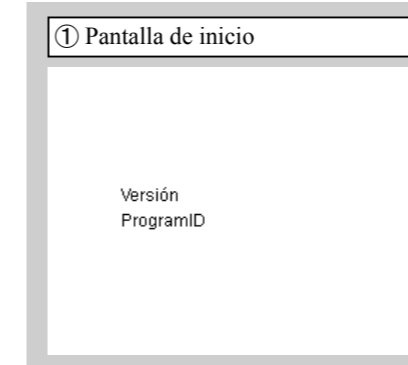 ① Pantalla de inicio
Versión
ProgramID